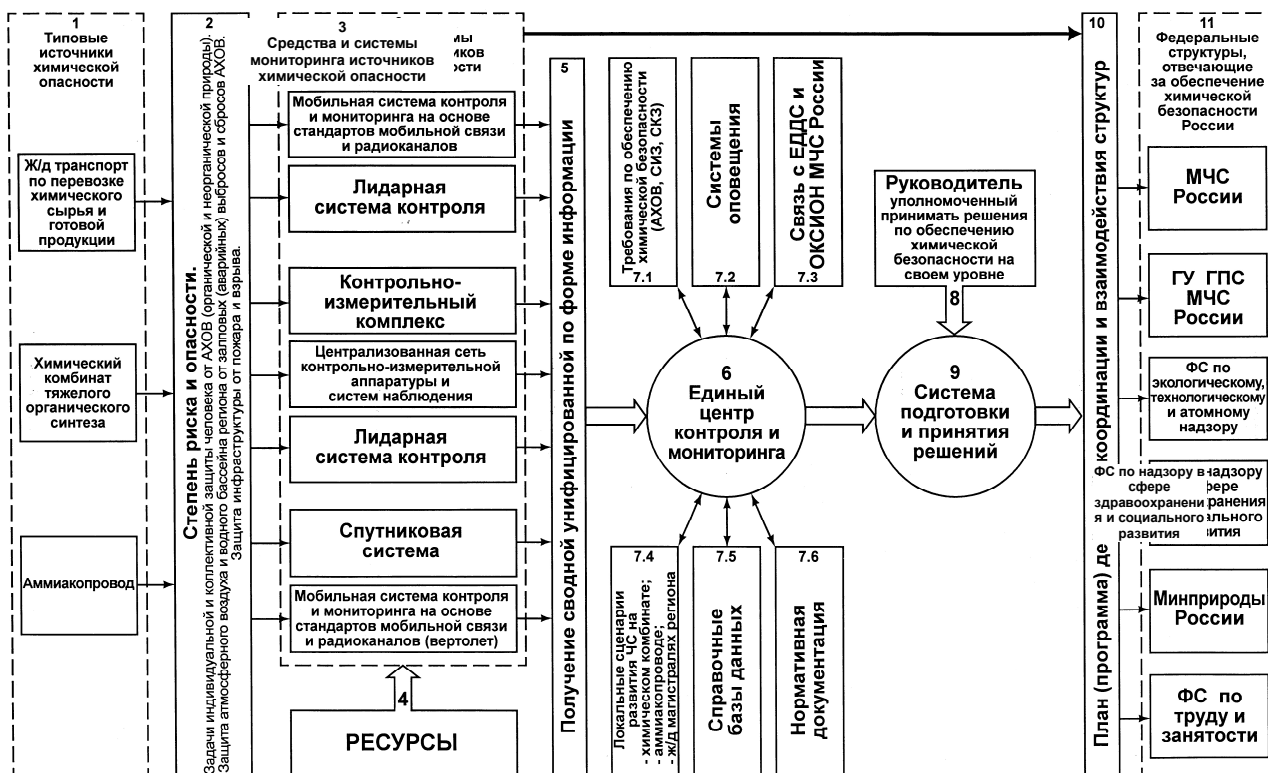 1
Типовые
источники
химической
опасности
Ж/д транспорт
по перевозке
химического
сырья и
готовой
продукции
Химический
комбинат
тяжелого
органического
синтеза
Аммиакопровод
2
Степень риска и опасности.
Задачи индивидуальной и коллективной защиты человека от АХОВ (органической и неорганической природы).
Защита атмосферного воздуха и водного бассейна региона от залповых (аварийных) выбросов и сбросов АХОВ.
Защита инфраструктуры от пожара и взрыва.
3
Средства и системы
мониторинга источников
химической опасности
Мобильная система контроля
и мониторинга на основе
стандартов мобильной связи
и радиоканалов
Лидарная
система контроля
Контрольно-
измерительный
комплекс
Централизованная сеть
контрольно-измерительной
аппаратуры и
систем наблюдения
Лидарная
система контроля
Спутниковая
система
Мобильная система контроля
и мониторинга на основе
стандартов мобильной связи
и радиоканалов (вертолет)
4
РЕСУРСЫ
5
Получение сводной унифицированной по форме информации
Требования по обеспечению
химической безопасности
(АХОВ, СИЗ, СКЗ)
7.1
Системы
оповещения
7.2
Связь с ЕДДС и
ОКСИОН МЧС России
7.3
6
Единый
центр
контроля и
мониторинга
7.4
Локальные сценарии
развития ЧС на
- химическом комбинате;
- аммиакопроводе;
- ж/д магистралях региона
7.5
Справочные
базы данных
7.6
Нормативная
документация
Руководитель
уполномоченный
принимать решения
по обеспечению
химической
безопасности на
своем уровне
8
9
Система
подготовки
и принятия
решений
10
План (программа) де
координации и взаимодействия структур
11
Федеральные
структуры,
отвечающие
за обеспечение
химической
безопасности
России
МЧС
России
ГУ ГПС
МЧС
России
ФС по
экологическому,
технологическому
и атомному
надзору
ФС по надзору в
сфере
здравоохранени
я и социального
развития
Минприроды
России
ФС по
труду и
занятости